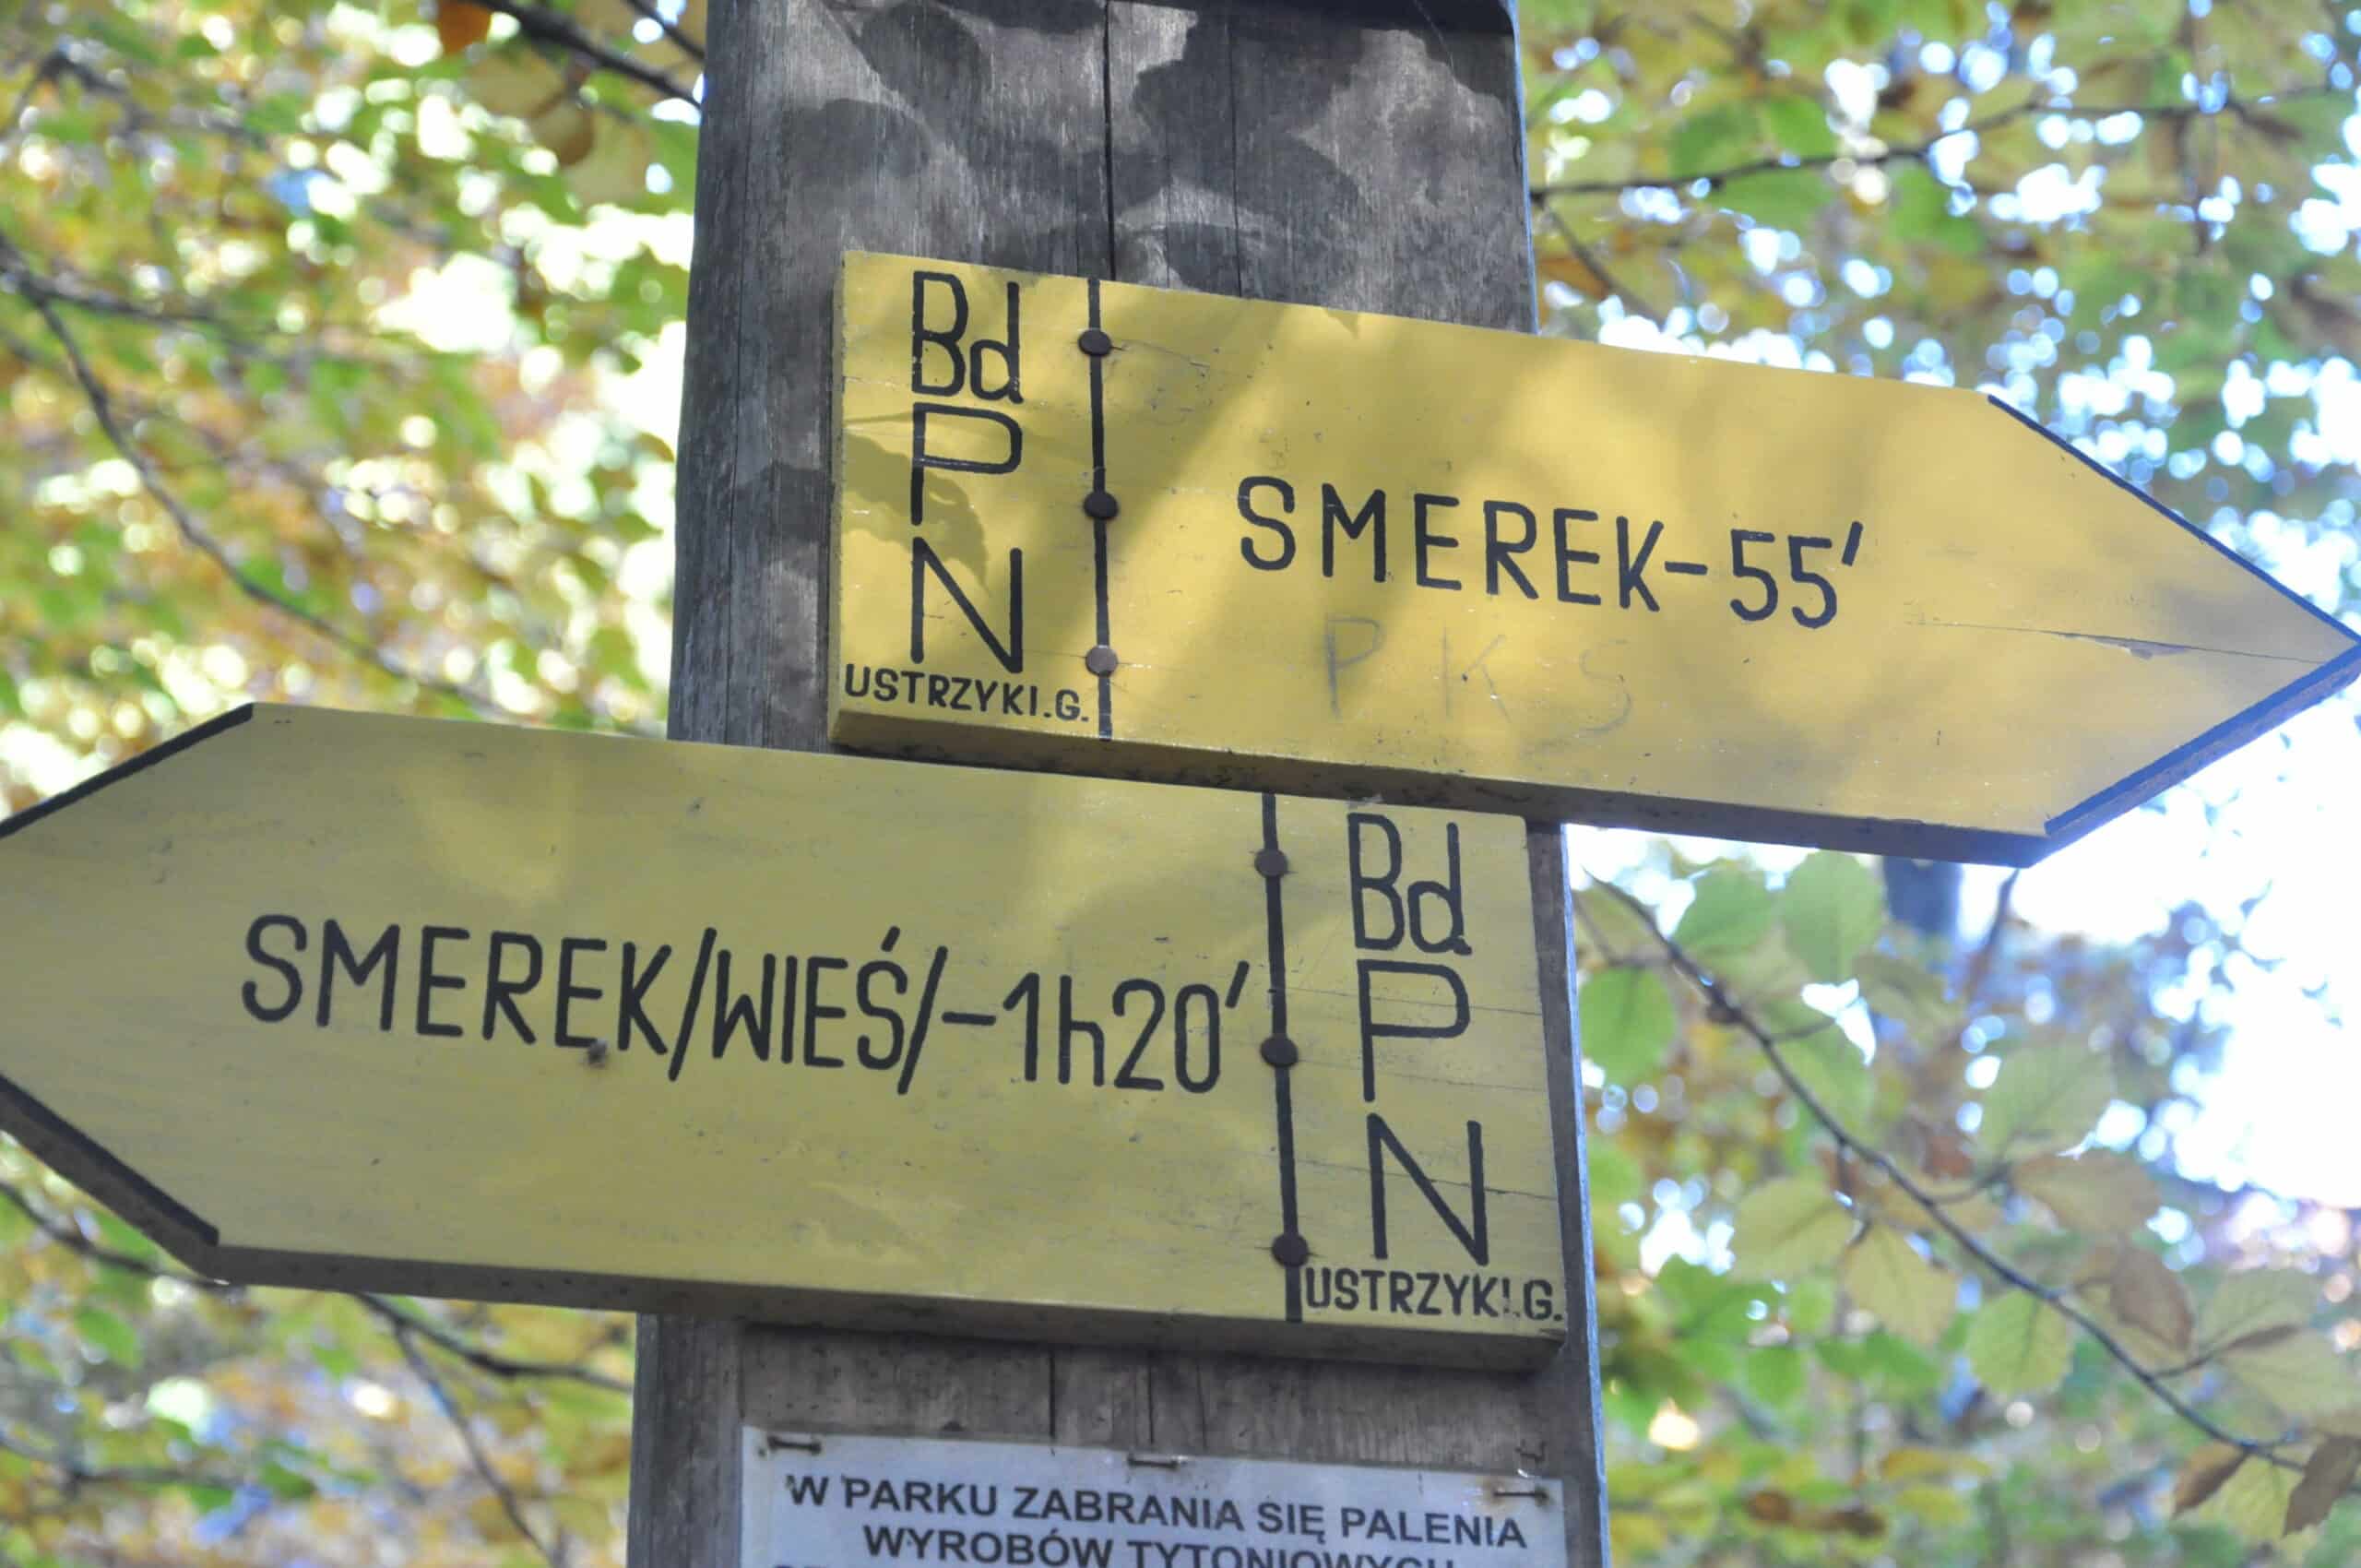 Bd
P
N
USTRZYKI.G.
SMEREK-55'
PKS
SMEREK/WIEŚ/-1h20'
Bd
P
N
USTRZYKI.G.
W PARKU ZABRANIA SIĘ PALENIA
WYROBÓW TYTONIOWYCH